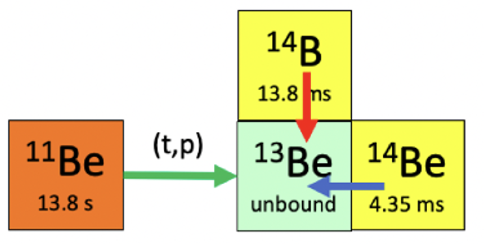 ¹⁴B
13.8 ms
¹¹Be
13.8 s
(t,p)
¹³Be
unbound
¹⁴Be
4.35 ms